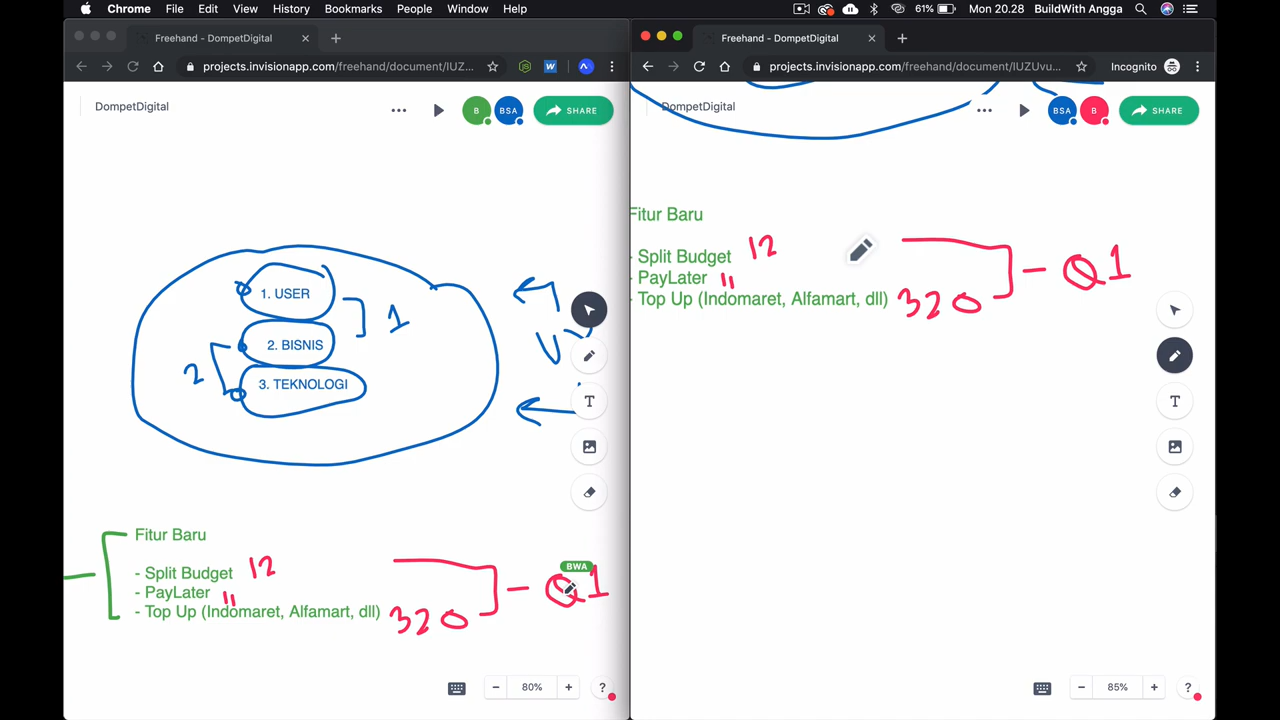 Chrome File Edit View History Bookmarks People Window Help 61% Mon 20.28 BuildWith Angga
Freehand - DompetDigital
projects.invisionapp.com/freehand/document/IUZ...
DompetDigital B BSA SHARE
1. USER
2. BISNIS
3. TEKNOLOGI
1
2
Fitur Baru
- Split Budget 12
- PayLater 11
- Top Up (Indomaret, Alfamart, dll) 320
Q1
BWA
T
80% ?
Freehand - DompetDigital
projects.invisionapp.com/freehand/document/IUZUvu... Incognito
DompetDigital BSA B SHARE
Fitur Baru
- Split Budget 12
- PayLater 11
- Top Up (Indomaret, Alfamart, dll) 320
Q1
T
85% ?